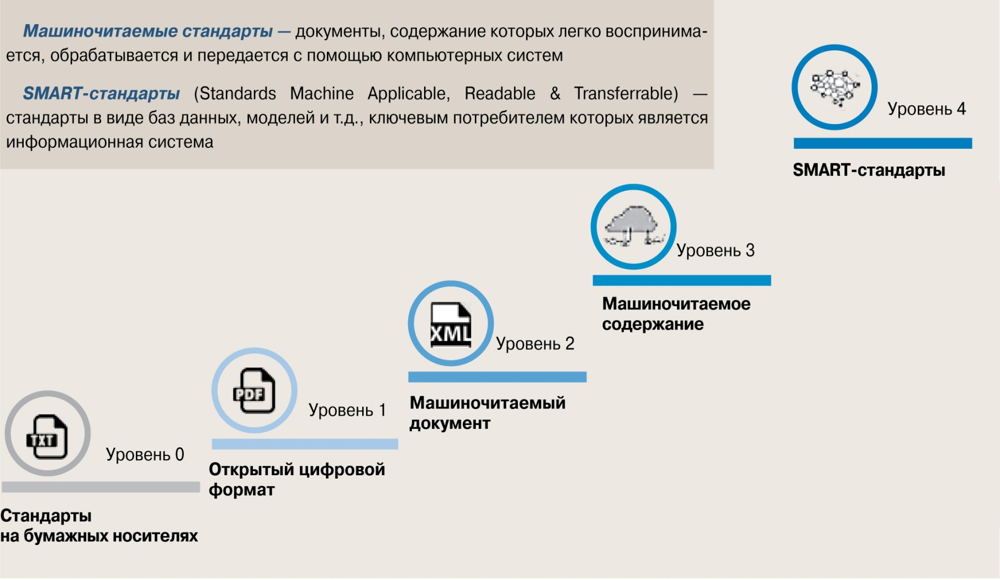 Машиночитаемые стандарты — документы, содержание которых легко воспринима-
ется, обрабатывается и передается с помощью компьютерных систем
SMART-стандарты (Standards Machine Applicable, Readable & Transferrable) —
стандарты в виде баз данных, моделей и т.д., ключевым потребителем которых является
информационная система
Уровень 4
SMART-стандарты
Уровень 3
Машиночитаемое
содержание
XML
Уровень 2
Машиночитаемый
документ
PDF
Уровень 1
Открытый цифровой
формат
TXT
Уровень 0
Стандарты
на бумажных носителях